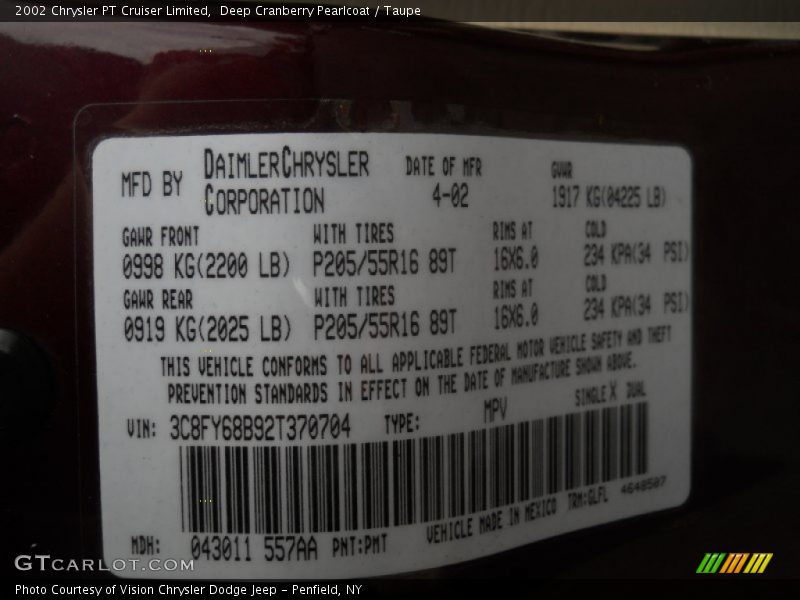 2002 Chrysler PT Cruiser Limited, Deep Cranberry Pearlcoat / Taupe
MFD BY DAIMLERCHRYSLER CORPORATION DATE OF MFR 4-02 GVWR 1917 KG(04225 LB)
GAWR FRONT WITH TIRES RIMS AT COLD
0998 KG(2200 LB) P205/55R16 89T 16X6.0 234 KPA(34 PSI)
GAWR REAR WITH TIRES RIMS AT COLD
0919 KG(2025 LB) P205/55R16 89T 16X6.0 234 KPA(34 PSI)
THIS VEHICLE CONFORMS TO ALL APPLICABLE FEDERAL MOTOR VEHICLE SAFETY AND THEFT
PREVENTION STANDARDS IN EFFECT ON THE DATE OF MANUFACTURE SHOWN ABOVE.
VIN: 3C8FY68B92T370704 TYPE: MPV SINGLE X DUAL
MDH: 043011 557AA PNT:PMT VEHICLE MADE IN MEXICO TRM:GLFL 4648507
GTCARLOT.COM
Photo Courtesy of Vision Chrysler Dodge Jeep - Penfield, NY